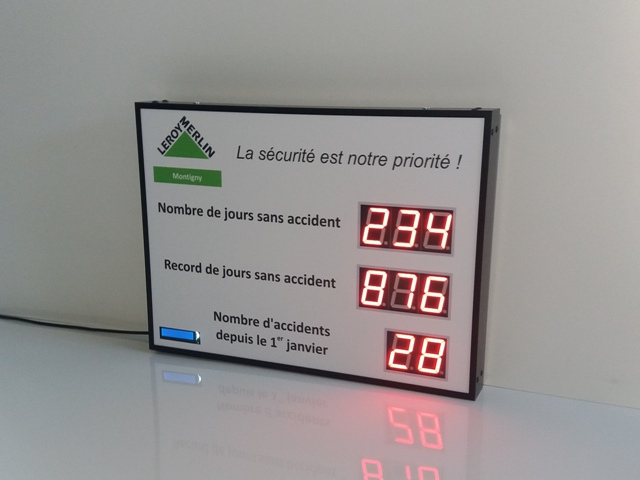 LEROY MERLIN
Montigny
La sécurité est notre priorité !
Nombre de jours sans accident
234
Record de jours sans accident
876
Nombre d'accidents
depuis le 1er janvier
28